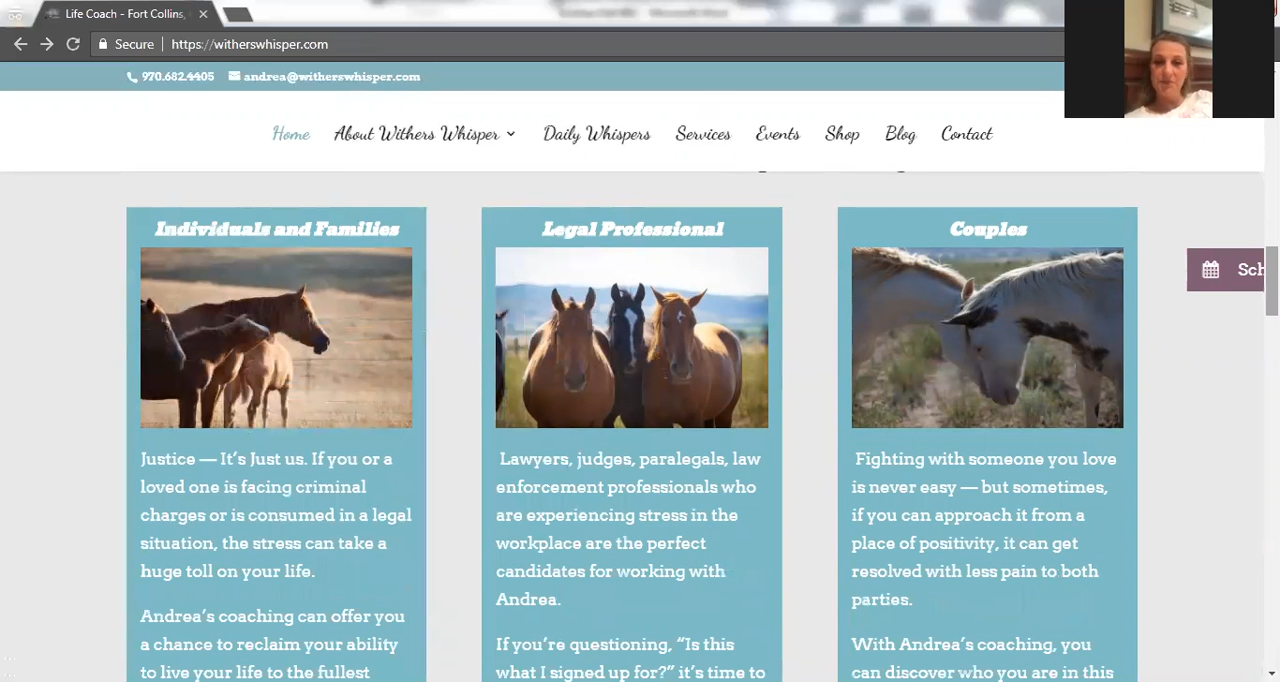 Life Coach - Fort Collins,
Secure
https://witherswhisper.com
970.682.4405
andrea@witherswhisper.com
Home
About Withers Whisper
Daily Whispers
Services
Events
Shop
Blog
Contact
Individuals and Families
Justice — It's Just us. If you or a
loved one is facing criminal
charges or is consumed in a legal
situation, the stress can take a
huge toll on your life.
Andrea's coaching can offer you
a chance to reclaim your ability
to live your life to the fullest
Legal Professional
Lawyers, judges, paralegals, law
enforcement professionals who
are experiencing stress in the
workplace are the perfect
candidates for working with
Andrea.
If you're questioning, “Is this
what I signed up for?” it's time to
Couples
Fighting with someone you love
is never easy — but sometimes,
if you can approach it from a
place of positivity, it can get
resolved with less pain to both
parties.
With Andrea's coaching, you
can discover who you are in this
Sch